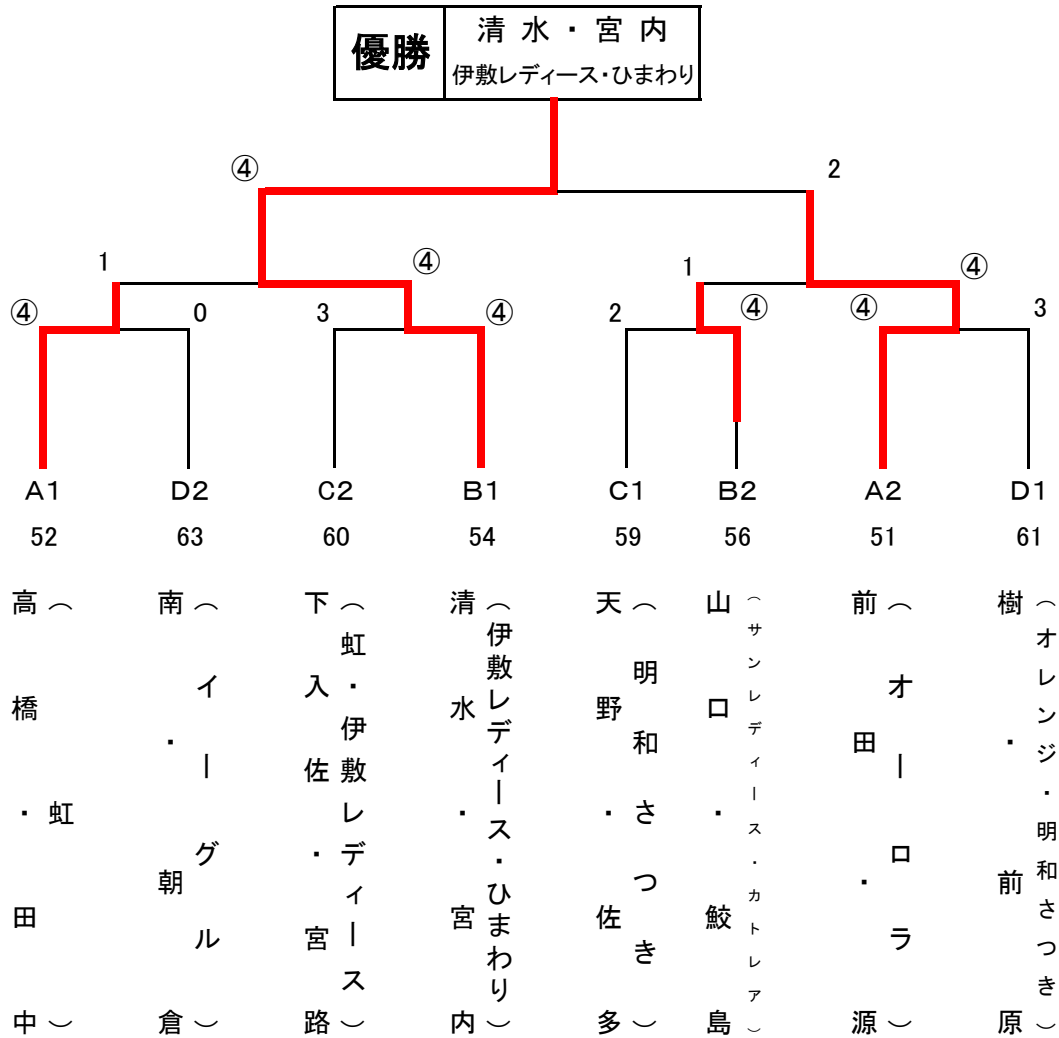 優勝
清水・宮内
伊敷レディース・ひまわり
④
2
1
④
1
④
④
0
3
④
2
④
④
3
A1
D2
C2
B1
C1
B2
A2
D1
52
63
60
54
59
56
51
61
高橋・田中
（虹）
南・朝倉
（イーグル）
下入佐・宮路
（虹・伊敷レディース）
清水・宮内
（伊敷レディース・ひまわり）
天野・佐多
（明和さつき）
山口・鮫島
（サンレディース・カトレア）
前田・源
（オーロラ）
樹・前原
（オレンジ・明和さつき）